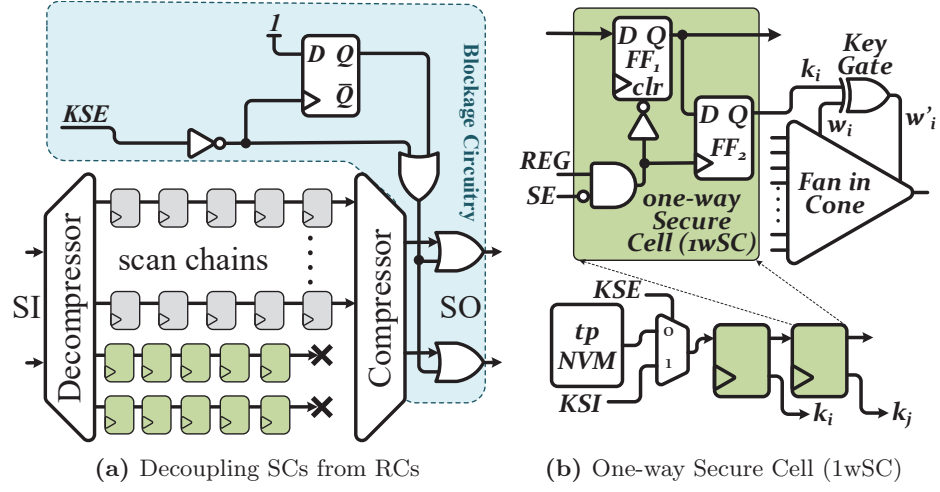 1
D Q
Q̅
KSE
Blockage Circuitry
Decompressor
scan chains
Compressor
SI
SO
(a) Decoupling SCs from RCs
D Q
FF₁
clr
D Q
FF₂
REG
SE
one-way
Secure
Cell (1wSC)
Key
Gate
kᵢ
wᵢ
w'ᵢ
Fan in
Cone
KSE
tp
NVM
0
1
KSI
kᵢ
kⱼ
(b) One-way Secure Cell (1wSC)